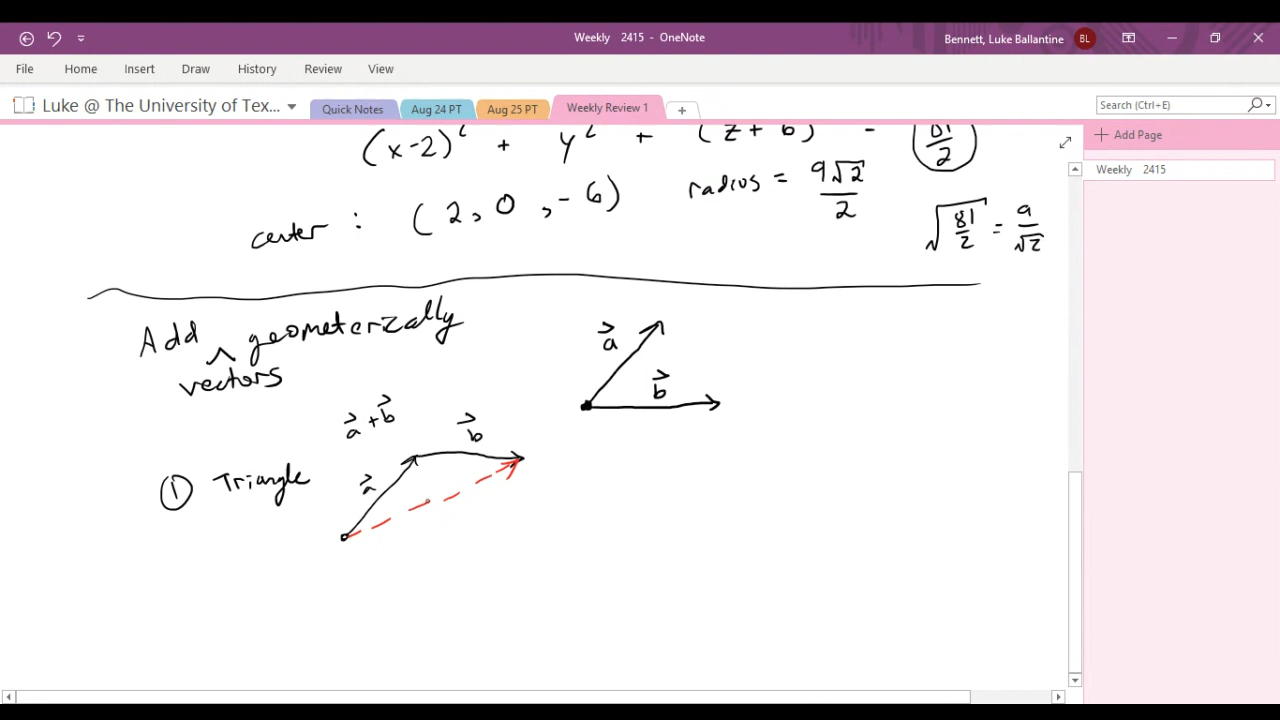 Weekly 2415 - OneNote
Bennett, Luke Ballantine BL
File Home Insert Draw History Review View
Luke @ The University of Tex... Quick Notes Aug 24 PT Aug 25 PT Weekly Review 1 + Search (Ctrl+E)
Add Page
Weekly 2415
(x-2)² + y² + (z+6) = 81/2
center : (2, 0, -6) radius = 9√2/2
√81/2 = 9/√2
Add ^ geometerically
vectors
a⃗ b⃗
a⃗ + b⃗
① Triangle a⃗ b⃗